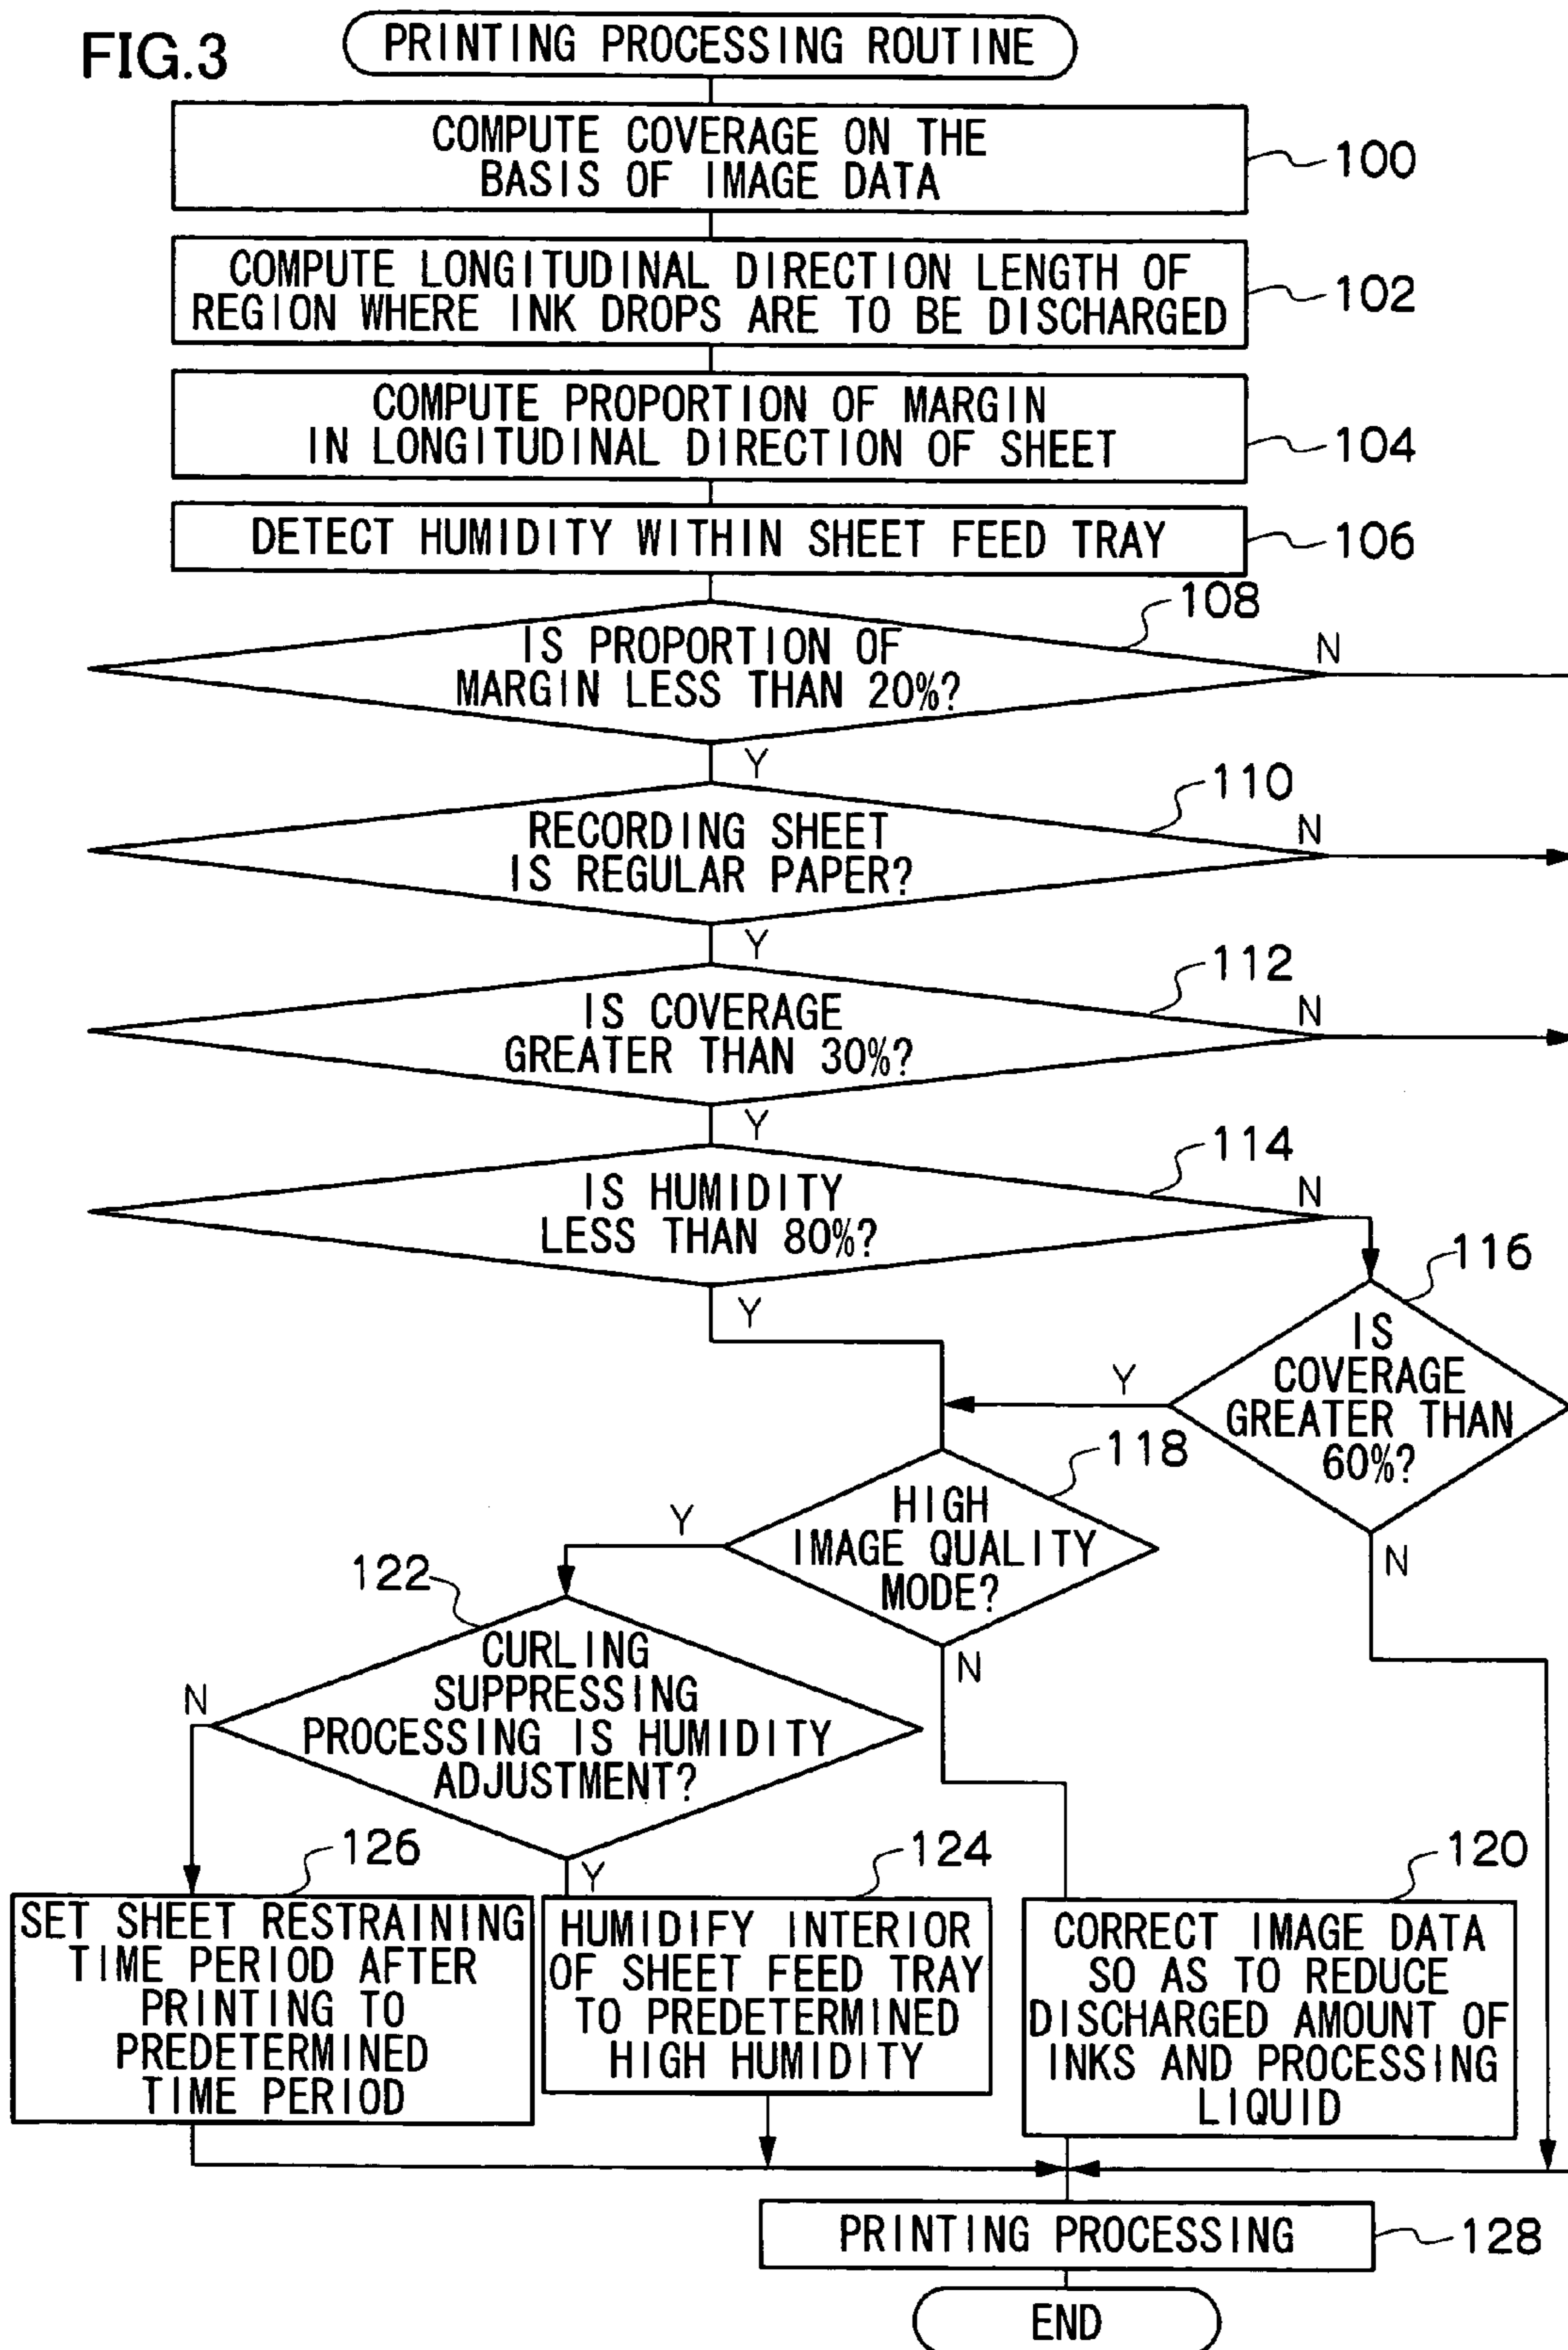 FIG.3
PRINTING PROCESSING ROUTINE
COMPUTE COVERAGE ON THE
BASIS OF IMAGE DATA
100
COMPUTE LONGITUDINAL DIRECTION LENGTH OF
REGION WHERE INK DROPS ARE TO BE DISCHARGED
102
COMPUTE PROPORTION OF MARGIN
IN LONGITUDINAL DIRECTION OF SHEET
104
DETECT HUMIDITY WITHIN SHEET FEED TRAY
106
108
IS PROPORTION OF
MARGIN LESS THAN 20%?
N
Y
110
RECORDING SHEET
IS REGULAR PAPER?
N
Y
112
IS COVERAGE
GREATER THAN 30%?
N
Y
114
IS HUMIDITY
LESS THAN 80%?
N
Y
116
IS
COVERAGE
GREATER THAN
60%?
Y
N
118
HIGH
IMAGE QUALITY
MODE?
Y
N
122
CURLING
SUPPRESSING
PROCESSING IS HUMIDITY
ADJUSTMENT?
N
Y
126
SET SHEET RESTRAINING
TIME PERIOD AFTER
PRINTING TO
PREDETERMINED
TIME PERIOD
124
HUMIDIFY INTERIOR
OF SHEET FEED TRAY
TO PREDETERMINED
HIGH HUMIDITY
120
CORRECT IMAGE DATA
SO AS TO REDUCE
DISCHARGED AMOUNT OF
INKS AND PROCESSING
LIQUID
PRINTING PROCESSING
128
END